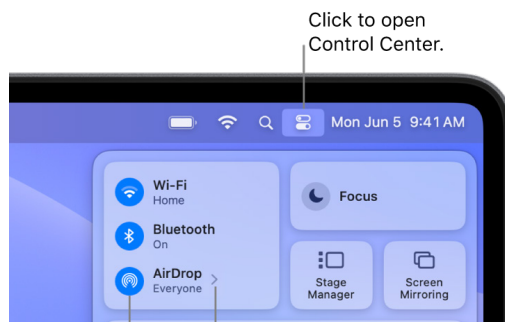 Click to open
Control Center.
Mon Jun 5 9:41 AM
Wi-Fi
Home
Focus
Bluetooth
On
AirDrop
Everyone
Stage
Manager
Screen
Mirroring